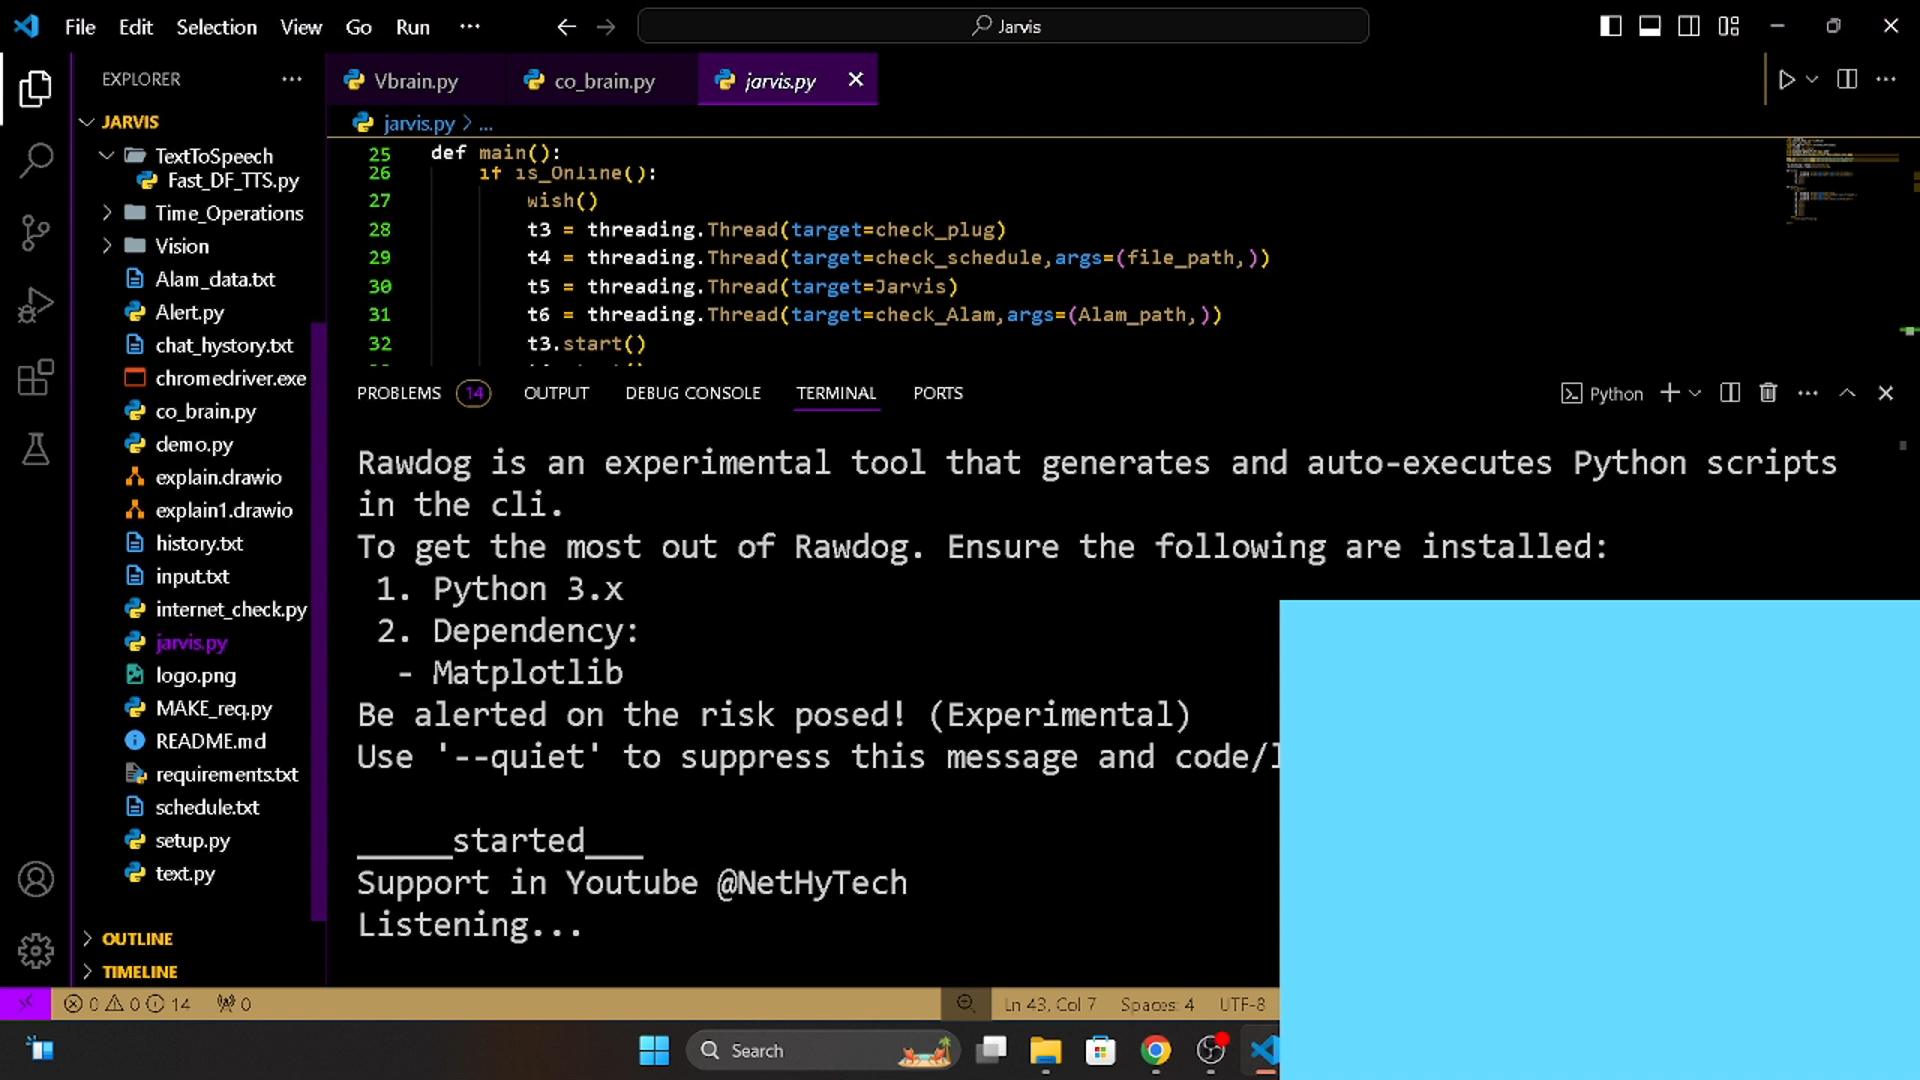 File Edit Selection View Go Run ...
Jarvis
EXPLORER ...
Vbrain.py
co_brain.py
jarvis.py
JARVIS
TextToSpeech
Fast_DF_TTS.py
Time_Operations
Vision
Alam_data.txt
Alert.py
chat_hystory.txt
chromedriver.exe
co_brain.py
demo.py
explain.drawio
explain1.drawio
history.txt
input.txt
internet_check.py
jarvis.py
logo.png
MAKE_req.py
README.md
requirements.txt
schedule.txt
setup.py
text.py
OUTLINE
TIMELINE
jarvis.py > ...
25 def main():
26 if is_Online():
27 wish()
28 t3 = threading.Thread(target=check_plug)
29 t4 = threading.Thread(target=check_schedule,args=(file_path,))
30 t5 = threading.Thread(target=Jarvis)
31 t6 = threading.Thread(target=check_Alam,args=(Alam_path,))
32 t3.start()
PROBLEMS 14 OUTPUT DEBUG CONSOLE TERMINAL PORTS
Python
Rawdog is an experimental tool that generates and auto-executes Python scripts
in the cli.
To get the most out of Rawdog. Ensure the following are installed:
1. Python 3.x
2. Dependency:
- Matplotlib
Be alerted on the risk posed! (Experimental)
Use '--quiet' to suppress this message and code/
_____started___
Support in Youtube @NetHyTech
Listening...
0 0 14 0
Ln 43, Col 7 Spaces: 4 UTF-8
Search